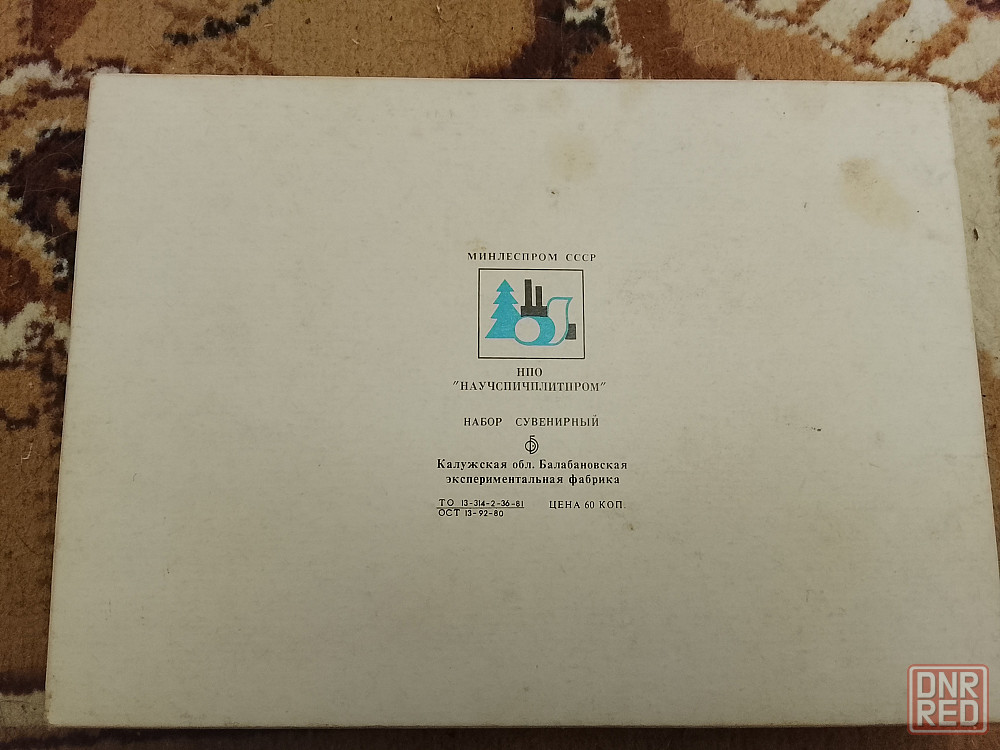 МИНЛЕСПРОМ СССР
НПО
"НАУЧСПИЧПЛИТПРОМ"
НАБОР СУВЕНИРНЫЙ
Калужская обл. Балабановская
экспериментальная фабрика
ТО 13-314-2-36-81 ЦЕНА 60 КОП.
ОСТ 13-92-80
DNR
RED